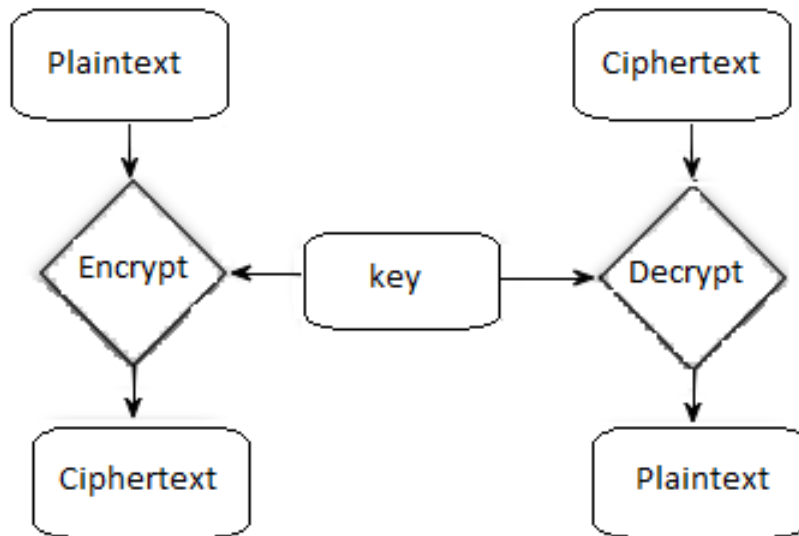 Plaintext
Ciphertext
Encrypt
key
Decrypt
Ciphertext
Plaintext